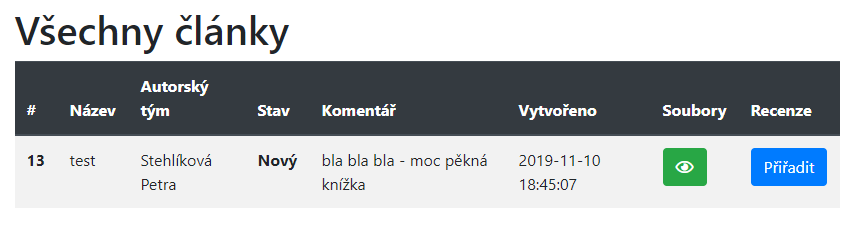 Všechny články
# Název Autorský tým Stav Komentář Vytvořeno Soubory Recenze
13 test Stehlíková Nový bla bla bla - moc pěkná 2019-11-10 Přiřadit
Petra knížka 18:45:07